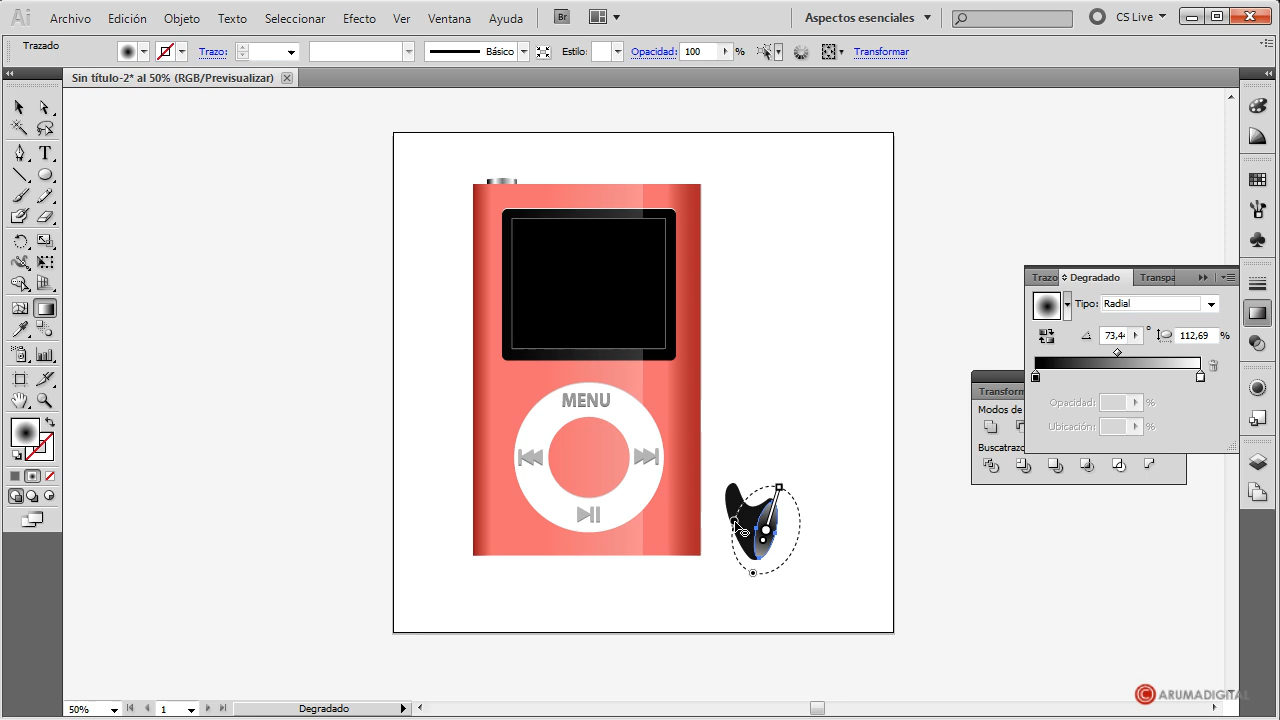 Ai Archivo Edición Objeto Texto Seleccionar Efecto Ver Ventana Ayuda Br Aspectos esenciales CS Live
Trazado Trazo: Básico Estilo: Opacidad: 100 % Transformar
Sin título-2* al 50% (RGB/Previsualizar)
Trazo Degradado Transpa
Tipo: Radial
73,4 ° 112,69 %
Opacidad: %
Ubicación: %
Transform
Modos de
Buscatrazo
MENU
50% 1 Degradado
© ARUMADIGITAL